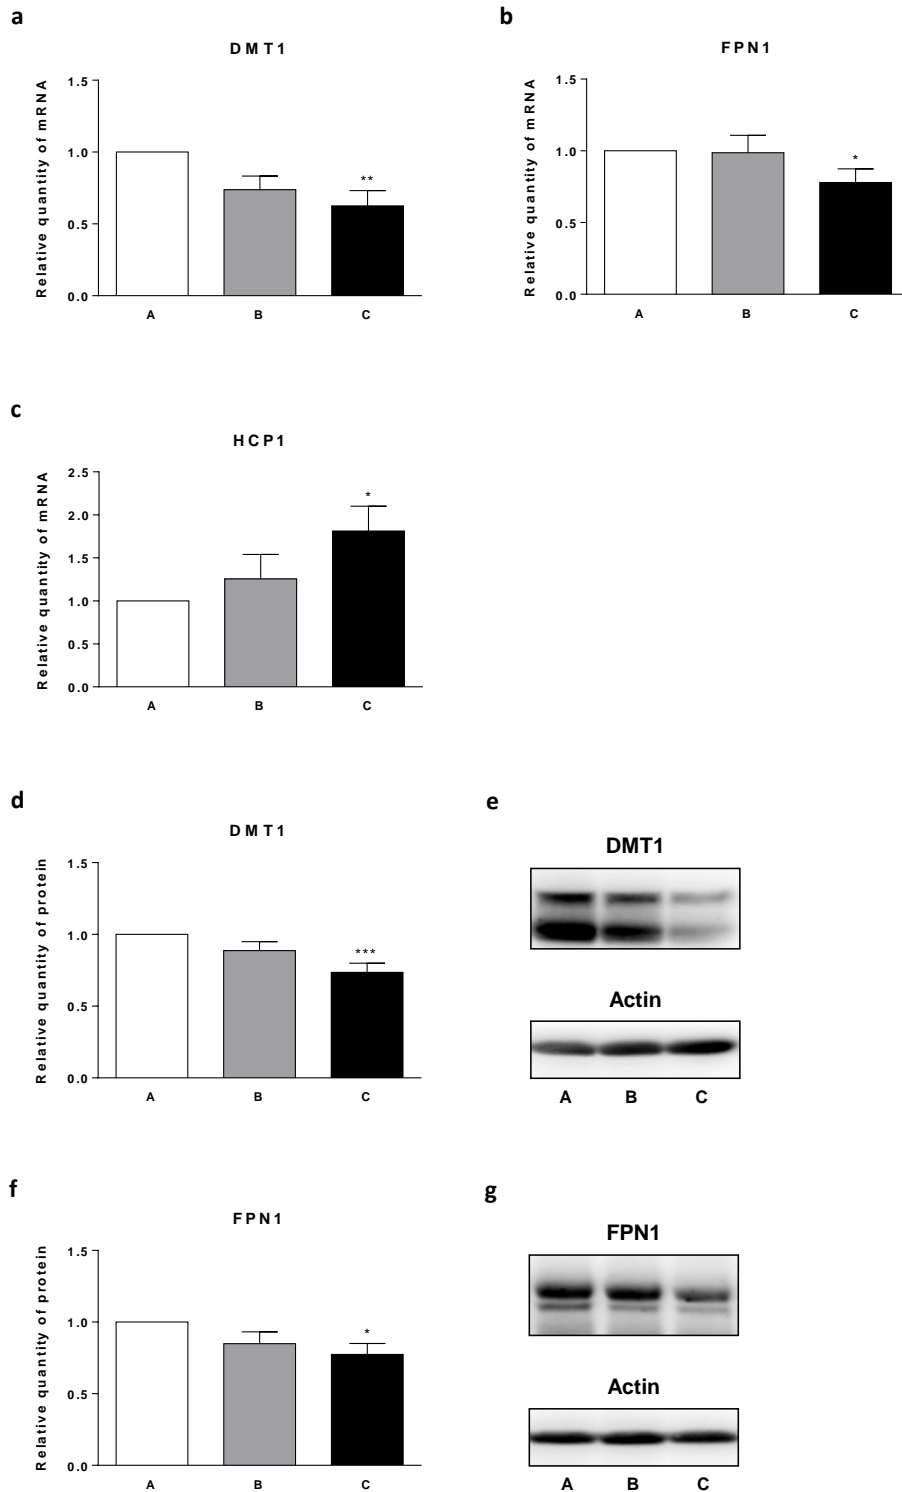 a
DMT1
Relative quantity of mRNA
1.5
1.0
0.5
0.0
**
A B C
b
FPN1
Relative quantity of mRNA
1.5
1.0
0.5
0.0
*
A B C
c
HCP1
Relative quantity of mRNA
2.5
2.0
1.5
1.0
0.5
0.0
*
A B C
d
DMT1
Relative quantity of protein
1.5
1.0
0.5
0.0
***
A B C
e
DMT1
Actin
A B C
f
FPN1
Relative quantity of protein
1.5
1.0
0.5
0.0
*
A B C
g
FPN1
Actin
A B C